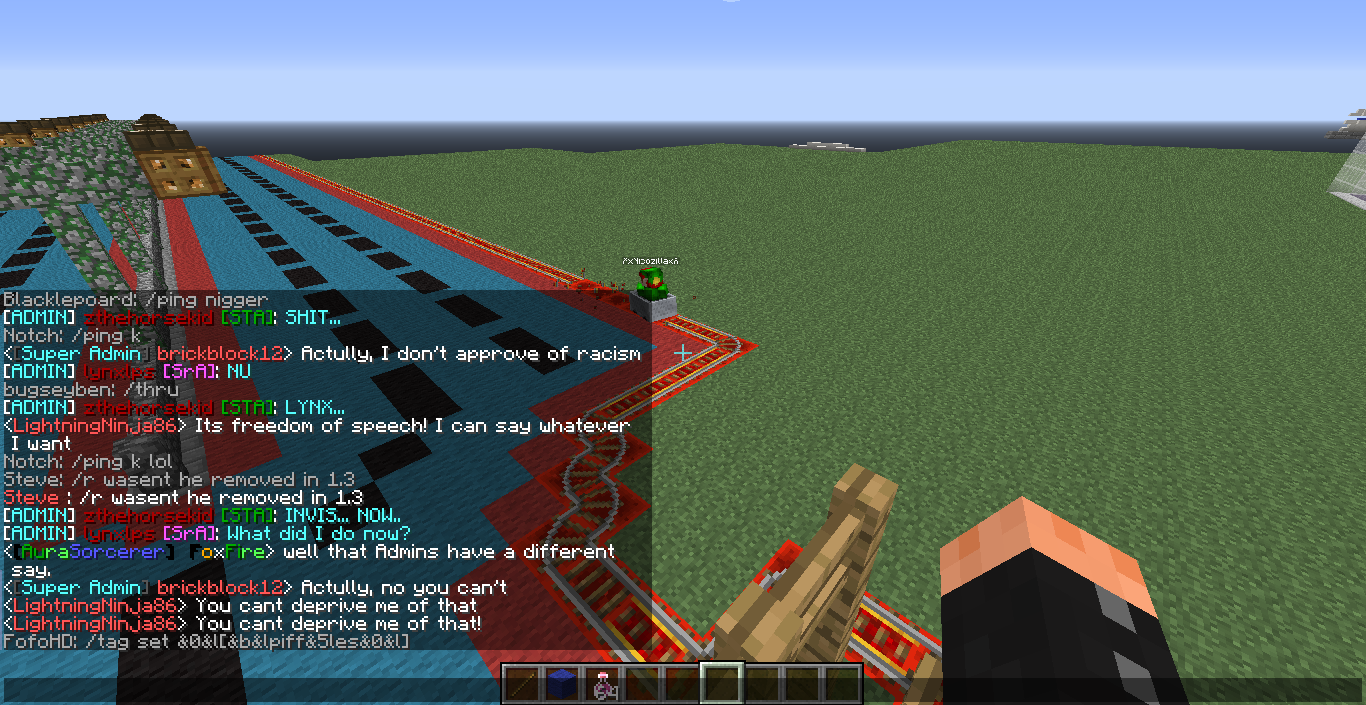 ^xNicozillax^
Blacklepoard: /ping nigger
[ADMIN] zthehorsekid [STA]: SHIT...
Notch: /ping k
<[Super Admin] brickblock12> Actully, I don't approve of racism
[ADMIN] lynxlps [SrA]: NU
bugseyben: /thru
[ADMIN] zthehorsekid [STA]: LYNX...
<LightningNinja86> Its freedom of speech! I can say whatever
I want
Notch: /ping k lol
Steve: /r wasent he removed in 1.3
Steve : /r wasent he removed in 1.3
[ADMIN] zthehorsekid [STA]: INVIS... NOW..
[ADMIN] lynxlps [SrA]: What did I do now?
<[AuraSorcerer] FoxFire> well that Admins have a different
say.
<[Super Admin] brickblock12> Actully, no you can't
<LightningNinja86> You cant deprive me of that
<LightningNinja86> You cant deprive me of that!
FofoHD: /tag set &0&l[&b&lpiff&5les&0&l]
64